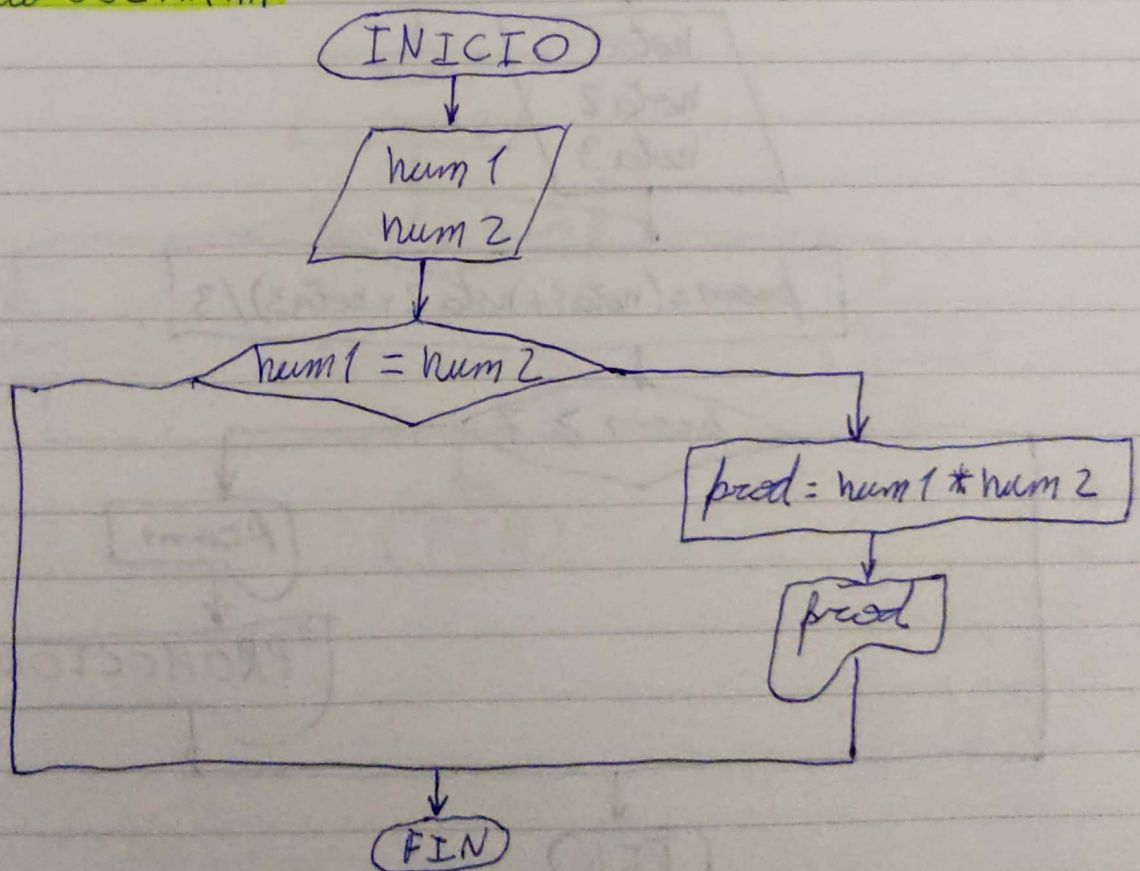 INICIO
num 1
num 2
num 1 = num 2
prod = num 1 * num 2
prod
FIN